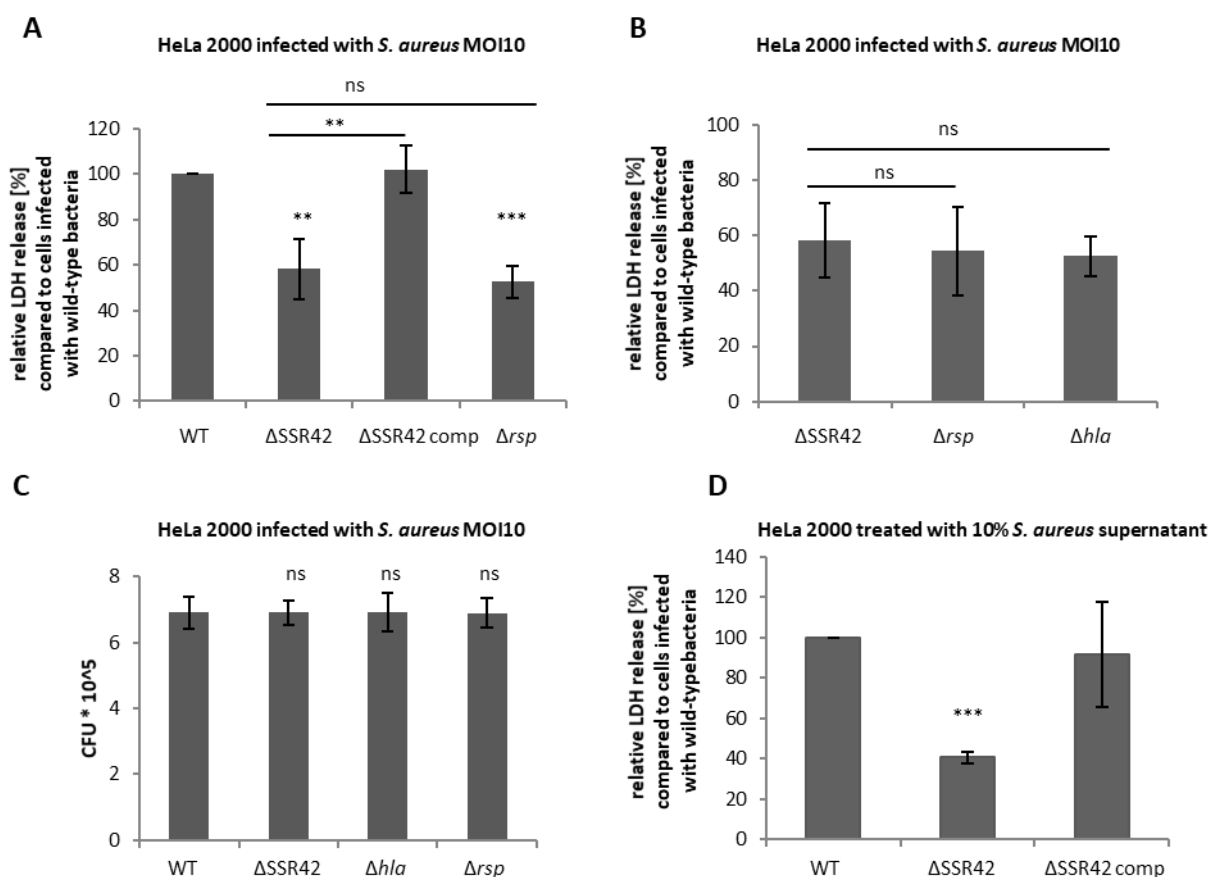 A
HeLa 2000 infected with S. aureus MOI10
ns
**
120
100
80
60
40
20
0
relative LDH release [%]
compared to cells infected
with wild-type bacteria
**
***
WT
ΔSSR42
ΔSSR42 comp
Δrsp
B
HeLa 2000 infected with S. aureus MOI10
ns
ns
100
80
60
40
20
0
relative LDH release [%]
compared to cells infected
with wild-type bacteria
ΔSSR42
Δrsp
Δhla
C
HeLa 2000 infected with S. aureus MOI10
8
6
4
2
0
CFU * 10^5
ns
ns
ns
WT
ΔSSR42
Δhla
Δrsp
D
HeLa 2000 treated with 10% S. aureus supernatant
140
120
100
80
60
40
20
0
relative LDH release [%]
compared to cells infected
with wild-typebacteria
***
WT
ΔSSR42
ΔSSR42 comp